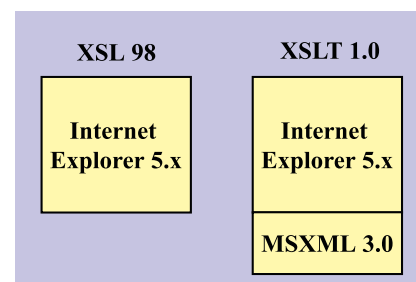 XSL 98
Internet
Explorer 5.x
XSLT 1.0
Internet
Explorer 5.x
MSXML 3.0